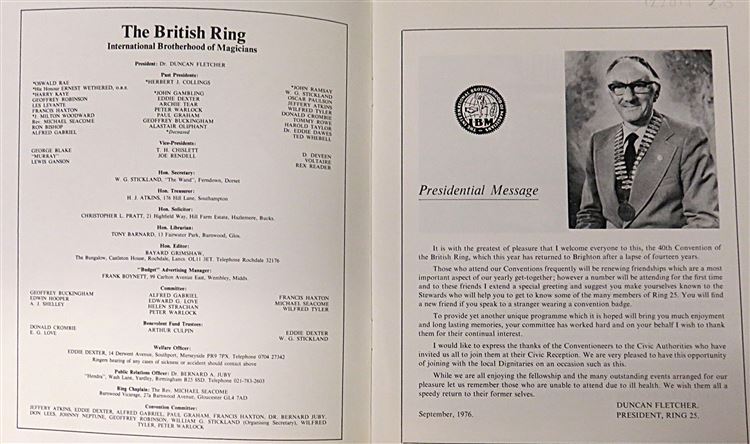 The British Ring
International Brotherhood of Magicians
President: Dr. DUNCAN FLETCHER
Past Presidents:
*HERBERT J. COLLINGS
*OSWALD RAE
*His Honour ERNEST WETHERED, O.B.E.
*HARRY KAYE
GEOFFREY ROBINSON
LES LEVANTE
FRANCIS HAXTON
*J. MILTON WOODWARD
Rev. MICHAEL SEACOME
RON BISHOP
ALFRED GABRIEL
*JOHN GAMBLING
EDDIE DEXTER
ARCHIE TEAR
PETER WARLOCK
PAUL GRAHAM
GEOFFREY BUCKINGHAM
ALASTAIR OLIPHANT
*Deceased
*JOHN RAMSAY
W. G. STICKLAND
OSCAR PAULSON
JEFFERY ATKINS
WILFRED TYLER
DONALD CROMBIE
TOMMY ROWE
HAROLD TAYLOR
Dr. EDDIE DAWES
TED WHEBELL
Vice-Presidents:
GEORGE BLAKE
"MURRAY"
LEWIS GANSON
T. H. CHISLETT
JOE RENDELL
D. DEVEEN
VOLTAIRE
REX READER
Hon. Secretary:
W. G. STICKLAND, "The Wand", Ferndown, Dorset
Hon. Treasurer:
H. J. ATKINS, 176 Hill Lane, Southampton
Hon. Solicitor:
CHRISTOPHER L. PRATT, 21 Highfield Way, Hill Farm Estate, Hazlemere, Bucks.
Hon. Librarian:
TONY BARNARD, 13 Fairwater Park, Burnwood, Glos.
Hon. Editor:
BAYARD GRIMSHAW,
The Bungalow, Castleton House, Rochdale, Lancs. OL11 3ET. Telephone Rochdale 32176
"Budget" Advertising Manager:
FRANK BOYNETT, 99 Carlton Avenue East, Wembley, Middx.
Committee:
GEOFFREY BUCKINGHAM
EDWIN HOOPER
A. J. SHELLEY
ALFRED GABRIEL
EDWARD G. LOVE
HELEN STRACHAN
PETER WARLOCK
FRANCIS HAXTON
MICHAEL SEACOME
WILFRED TYLER
Benevolent Fund Trustees:
DONALD CROMBIE
E. G. LOVE
ARTHUR CULPIN
EDDIE DEXTER
W. G. STICKLAND
Welfare Officer:
EDDIE DEXTER, 14 Derwent Avenue, Southport, Merseyside PR9 7PX. Telephone 0704 27342
Ringers hearing of any cases of sickness or accident should contact above
Public Relations Officer: Dr. BERNARD A. JUBY
"Hendra", Wash Lane, Yardley, Birmingham B25 8SD. Telephone 021-783-2603
Ring Chaplain: The Rev. MICHAEL SEACOME
Burnwood Vicarage, 27a Burnwood Avenue, Gloucester GL4 7AD
Convention Committee:
JEFFERY ATKINS, EDDIE DEXTER, ALFRED GABRIEL, PAUL GRAHAM, FRANCIS HAXTON, DR. BERNARD JUBY,
DON LEES, JOHNNY NEPTUNE, GEOFFREY ROBINSON, WILLIAM G. STICKLAND (Organising Secretary), WILFRED
TYLER, PETER WARLOCK
IBM
Presidential Message
It is with the greatest of pleasure that I welcome everyone to this, the 40th Convention of
the British Ring, which this year has returned to Brighton after a lapse of fourteen years.
Those who attend our Conventions frequently will be renewing friendships which are a most
important aspect of our yearly get-together; however a number will be attending for the first time
and to these friends I extend a special greeting and suggest you make yourselves known to the
Stewards who will help you to get to know some of the many members of Ring 25. You will find
a new friend if you speak to a stranger wearing a convention badge.
To provide yet another unique programme which it is hoped will bring you much enjoyment
and long lasting memories, your committee has worked hard and on your behalf I wish to thank
them for their continual interest.
I would like to express the thanks of the Conventioneers to the Civic Authorities who have
invited us all to join them at their Civic Reception. We are very pleased to have this opportunity
of joining with the local Dignitaries on an occasion such as this.
While we are all enjoying the fellowship and the many outstanding events arranged for our
pleasure let us remember those who are unable to attend due to ill health. We wish them all a
speedy return to their former selves.
DUNCAN FLETCHER.
September, 1976.
PRESIDENT, RING 25.